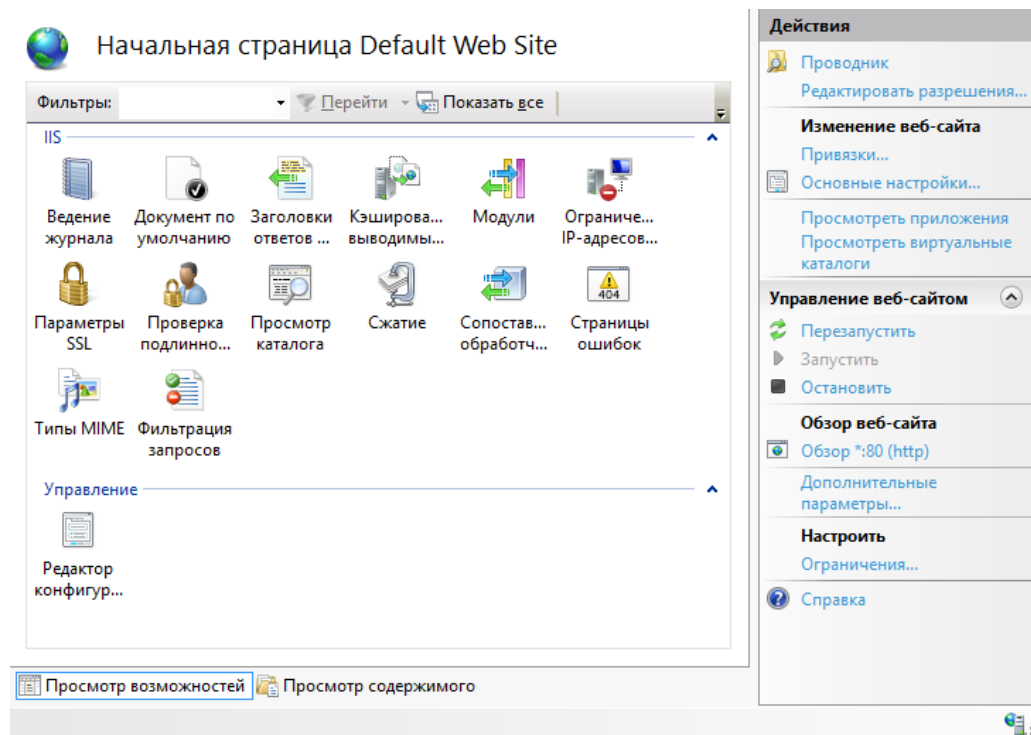 Начальная страница Default Web Site
Фильтры:
Перейти
Показать все
IIS
Ведение журнала
Документ по умолчанию
Заголовки ответов ...
Кэширова... выводимы...
Модули
Ограниче... IP-адресов...
Параметры SSL
Проверка подлинно...
Просмотр каталога
Сжатие
Сопостав... обработч...
Страницы ошибок
404
Типы MIME
Фильтрация запросов
Управление
Редактор конфигур...
Просмотр возможностей
Просмотр содержимого
Действия
Проводник
Редактировать разрешения...
Изменение веб-сайта
Привязки...
Основные настройки...
Просмотреть приложения
Просмотреть виртуальные
каталоги
Управление веб-сайтом
Перезапустить
Запустить
Остановить
Обзор веб-сайта
Обзор *:80 (http)
Дополнительные
параметры...
Настроить
Ограничения...
Справка